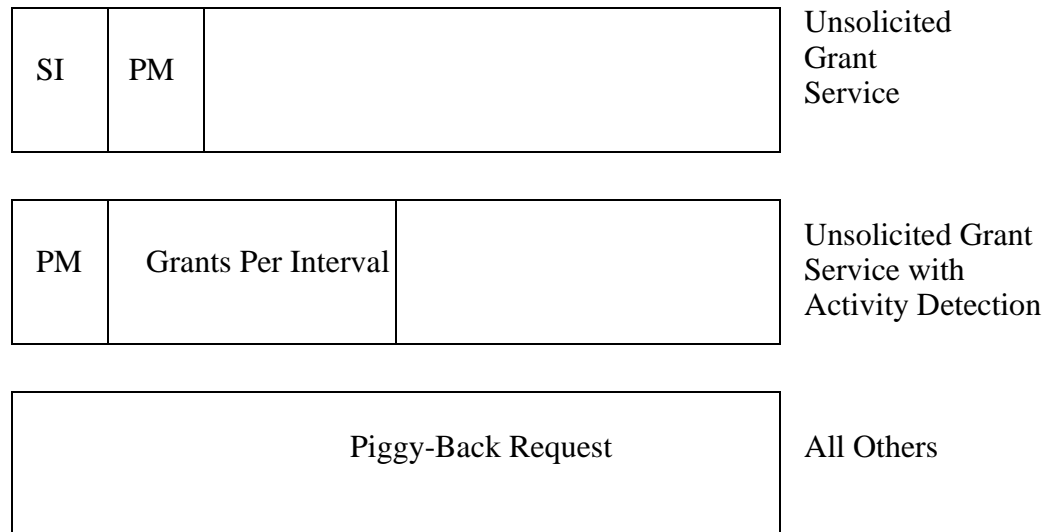 SI PM
Unsolicited
Grant
Service
PM Grants Per Interval
Unsolicited Grant
Service with
Activity Detection
Piggy-Back Request
All Others